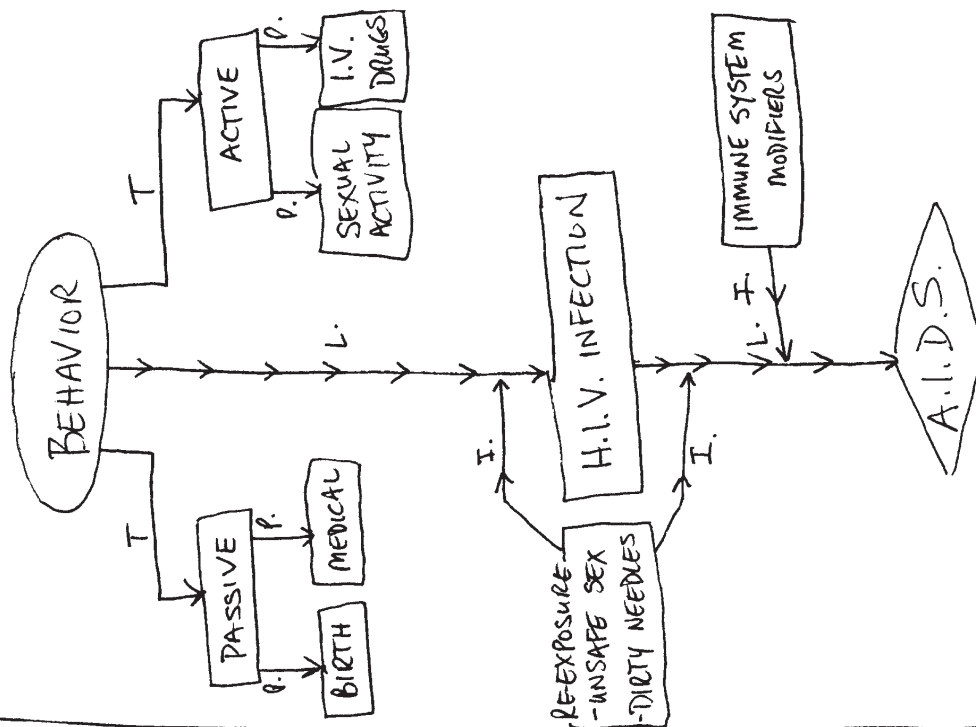 BEHAVIOR
T
T
PASSIVE
ACTIVE
P.
P.
P.
P.
BIRTH
MEDICAL
SEXUAL
ACTIVITY
I.V.
DRUGS
L.
I.
H.I.V. INFECTION
RE-EXPOSURE
-UNSAFE SEX
-DIRTY NEEDLES
I.
L.
I.
IMMUNE SYSTEM
MODIFIERS
A.I.D.S.